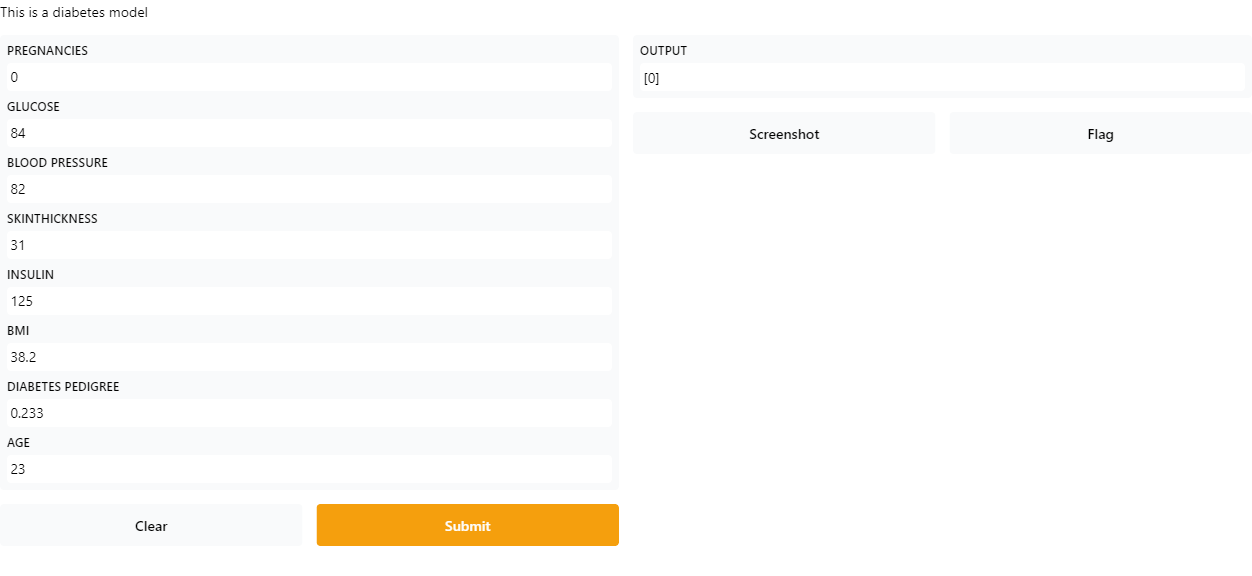 This is a diabetes model
PREGNANCIES
0
GLUCOSE
84
BLOOD PRESSURE
82
SKINTHICKNESS
31
INSULIN
125
BMI
38.2
DIABETES PEDIGREE
0.233
AGE
23
Clear
Submit
OUTPUT
[0]
Screenshot
Flag